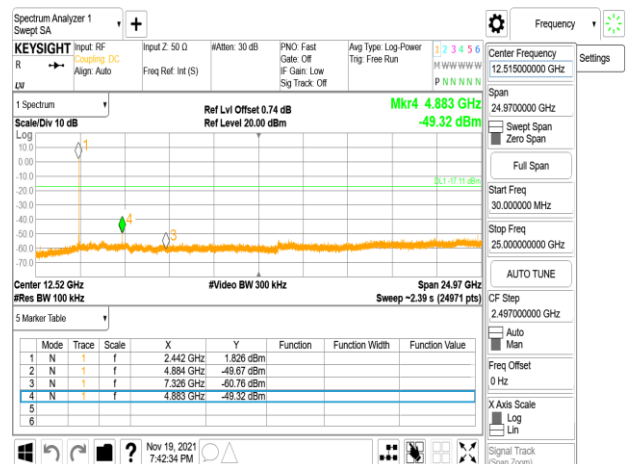 Spectrum Analyzer 1
Swept SA
Frequency
KEYSIGHT
Input: RF
Coupling: DC
Align: Auto
Input Z: 50 Ω
Freq Ref: Int (S)
#Atten: 30 dB
PNO: Fast
Gate: Off
IF Gain: Low
Sig Track: Off
Avg Type: Log-Power
Trig: Free Run
1 2 3 4 5 6
M W W W W W
P N N N N N
R
LXI
1 Spectrum
Scale/Div 10 dB
Ref Lvl Offset 0.74 dB
Ref Level 20.00 dBm
Mkr4 4.883 GHz
-49.32 dBm
Log
10.0
0.00
-10.0
-20.0
-30.0
-40.0
-50.0
-60.0
-70.0
1
4
3
DL1 -17.11 dBm
Center 12.52 GHz
#Video BW 300 kHz
Span 24.97 GHz
#Res BW 100 kHz
Sweep ~2.39 s (24971 pts)
5 Marker Table
Mode Trace Scale X Y Function Function Width Function Value
1 N 1 f 2.442 GHz 1.826 dBm
2 N 1 f 4.884 GHz -49.67 dBm
3 N 1 f 7.326 GHz -60.76 dBm
4 N 1 f 4.883 GHz -49.32 dBm
5
6
?
Nov 19, 2021
7:42:34 PM
Center Frequency
12.515000000 GHz
Settings
Span
24.9700000 GHz
Swept Span
Zero Span
Full Span
Start Freq
30.000000 MHz
Stop Freq
25.000000000 GHz
AUTO TUNE
CF Step
2.497000000 GHz
Auto
Man
Freq Offset
0 Hz
X Axis Scale
Log
Lin
Signal Track
(Span Zoom)